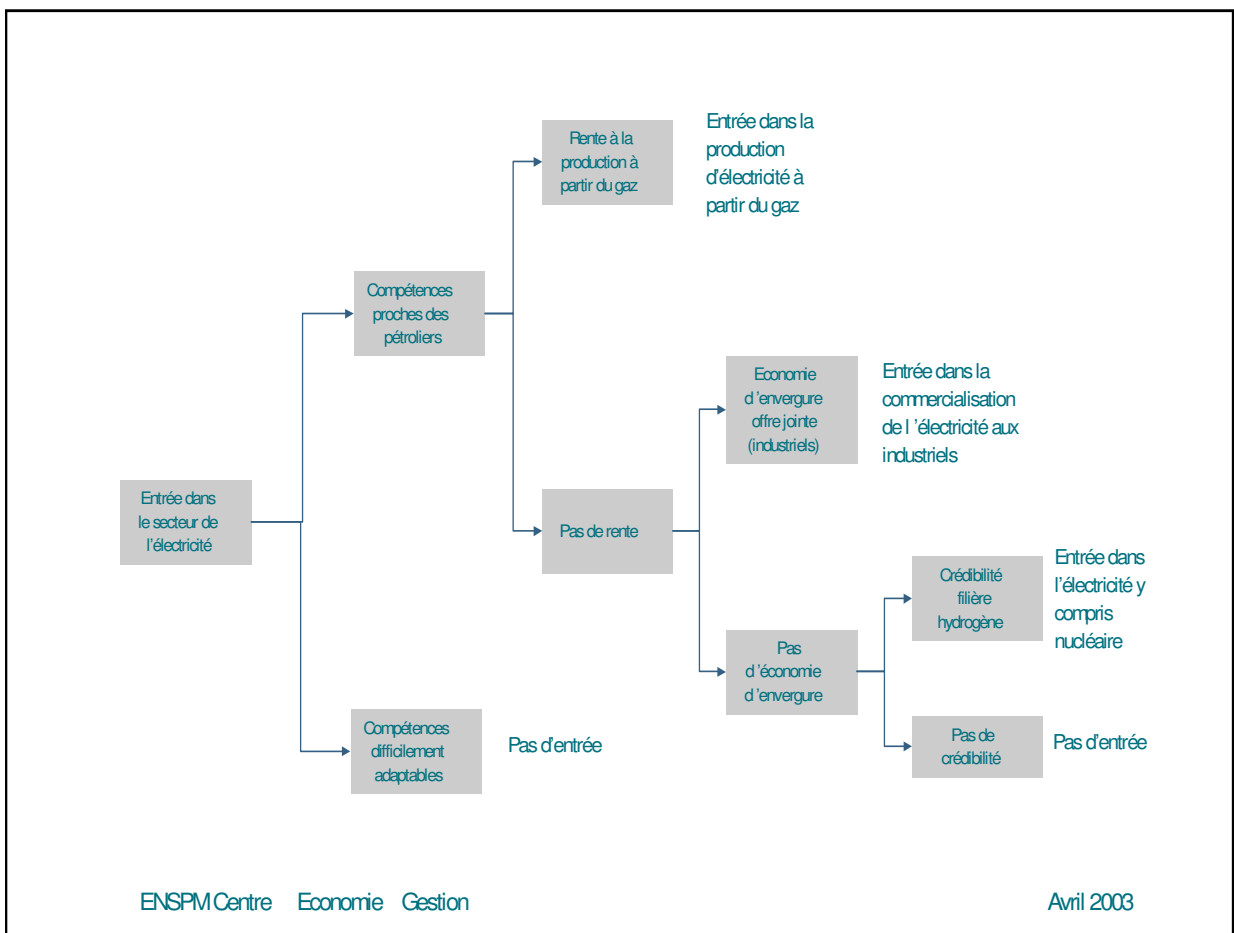 Rente à la
production à
partir du gaz
Entrée dans la
production
d'électricité à
partir du gaz
Compétences
proches des
pétroliers
Economie
d 'envergure
offre jointe
(industriels)
Entrée dans la
commercialisation
de l 'électricité aux
industriels
Entrée dans
le secteur de
l'électricité
Pas de rente
Crédibilité
filière
hydrogène
Entrée dans
l'électricité y
compris
nucléaire
Pas
d 'économie
d 'envergure
Compétences
difficilement
adaptables
Pas d'entrée
Pas de
crédibilité
Pas d'entrée
ENSPM Centre Economie Gestion
Avril 2003